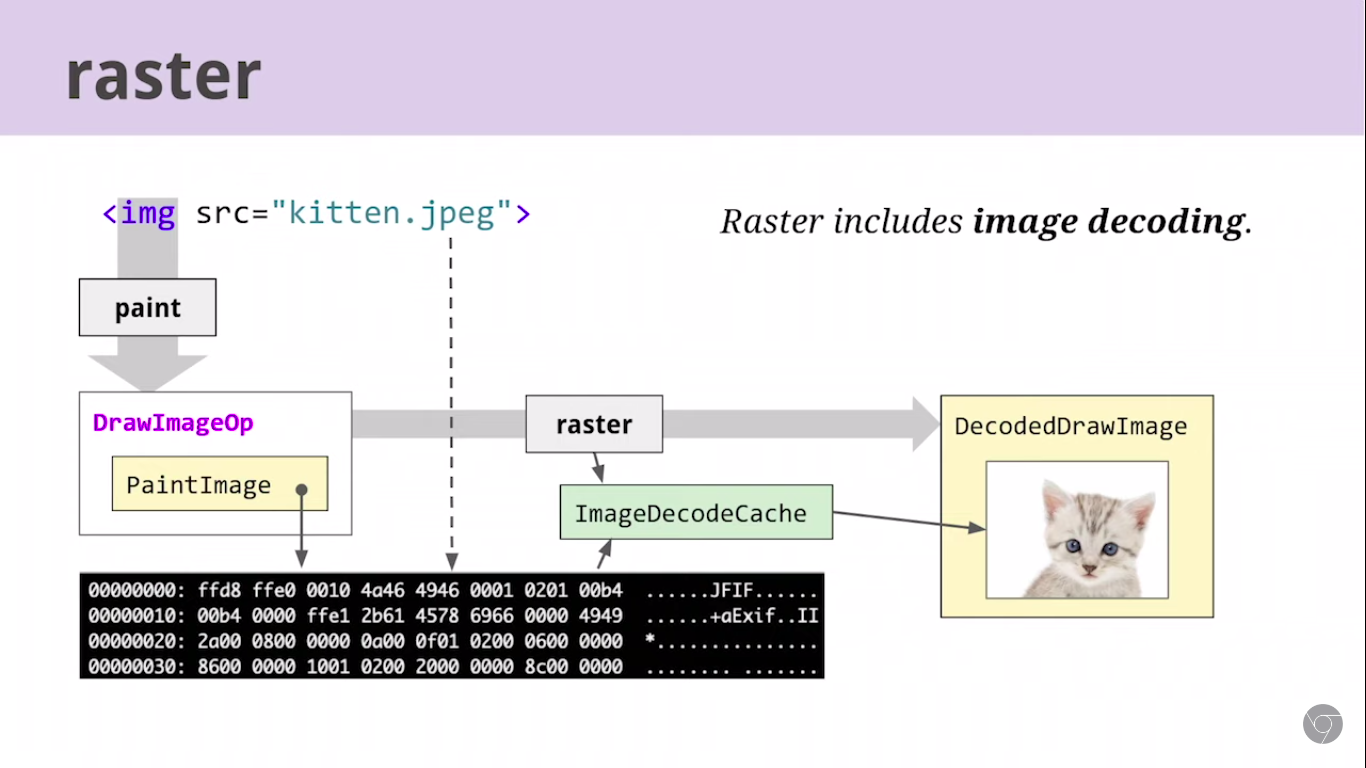 raster
<img src="kitten.jpeg">
Raster includes image decoding.
paint
DrawImageOp
PaintImage
raster
ImageDecodeCache
DecodedDrawImage
00000000: ffd8 ffe0 0010 4a46 4946 0001 0201 00b4  ......JFIF......
00000010: 00b4 0000 ffe1 2b61 4578 6966 0000 4949  ......+aExif..II
00000020: 2a00 0800 0000 0a00 0f01 0200 0600 0000  *...............
00000030: 8600 0000 1001 0200 2000 0000 8c00 0000  ........ .......